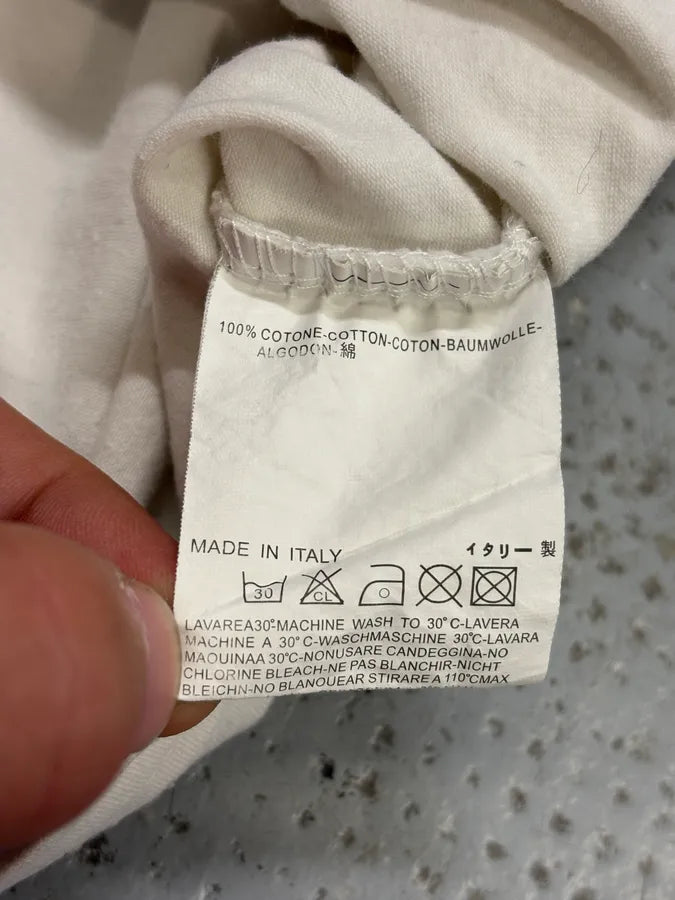 100% COTONE-COTTON-COTON-BAUMWOLLE-
ALGODON-綿
MADE IN ITALY イタリー製
30 CL
LAVAREA30°-MACHINE WASH TO 30°C-LAVERA
MACHINE A 30°C-WASCHMASCHINE 30°C-LAVARA
MAQUINAA 30°C-NONUSARE CANDEGGINA-NO
CHLORINE BLEACH-NE PAS BLANCHIR-NICHT
BLEICHN-NO BLANQUEAR STIRARE A 110°CMAX